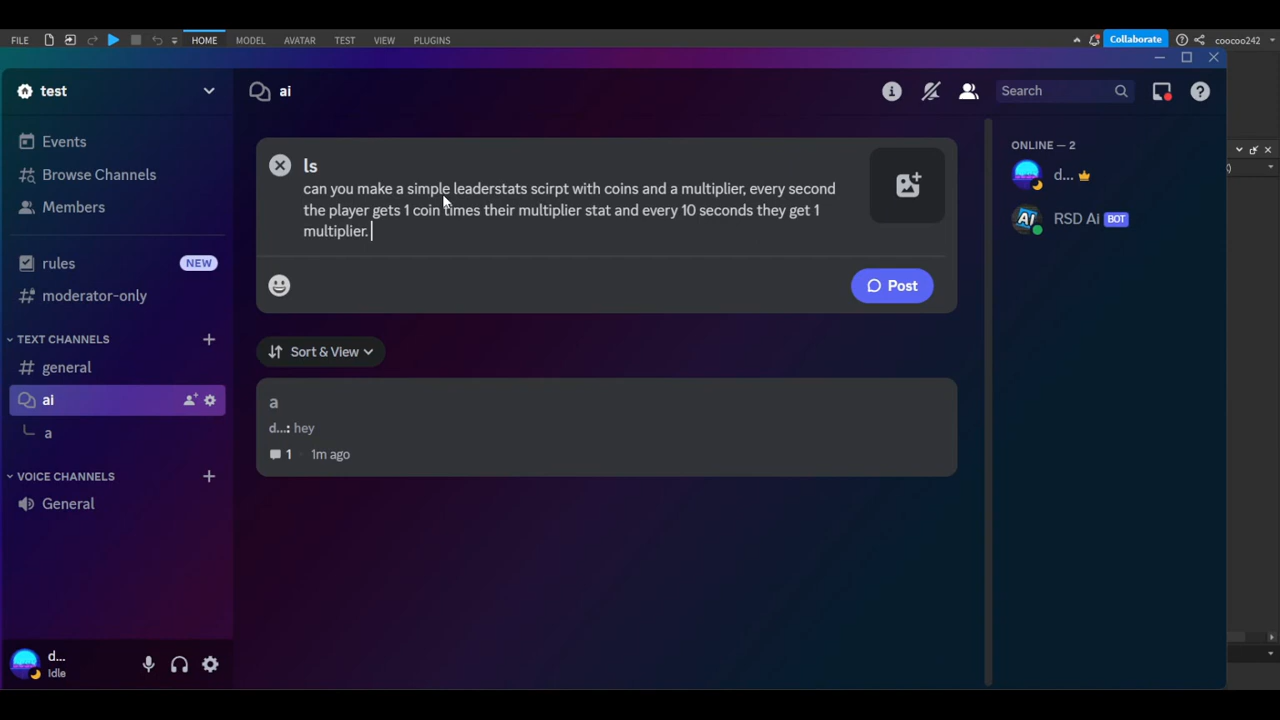 FILE HOME MODEL AVATAR TEST VIEW PLUGINS Collaborate coocoo242
test
ai
Search
Events
Browse Channels
Members
rules NEW
moderator-only
TEXT CHANNELS
general
ai
a
VOICE CHANNELS
General
d...
Idle
ls
can you make a simple leaderstats scirpt with coins and a multiplier, every second
the player gets 1 coin times their multiplier stat and every 10 seconds they get 1
multiplier.
Post
Sort & View
a
d...: hey
1 · 1m ago
ONLINE — 2
d...
RSD AI BOT